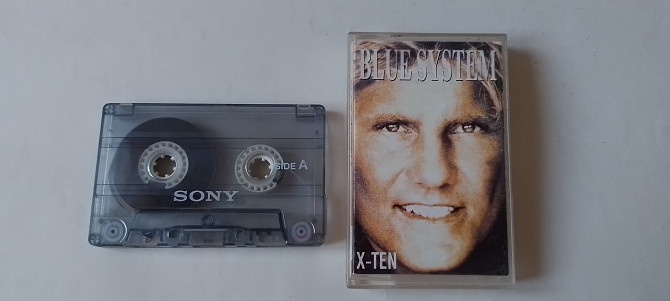 SIDE A
SONY
BLUE SYSTEM
X-TEN